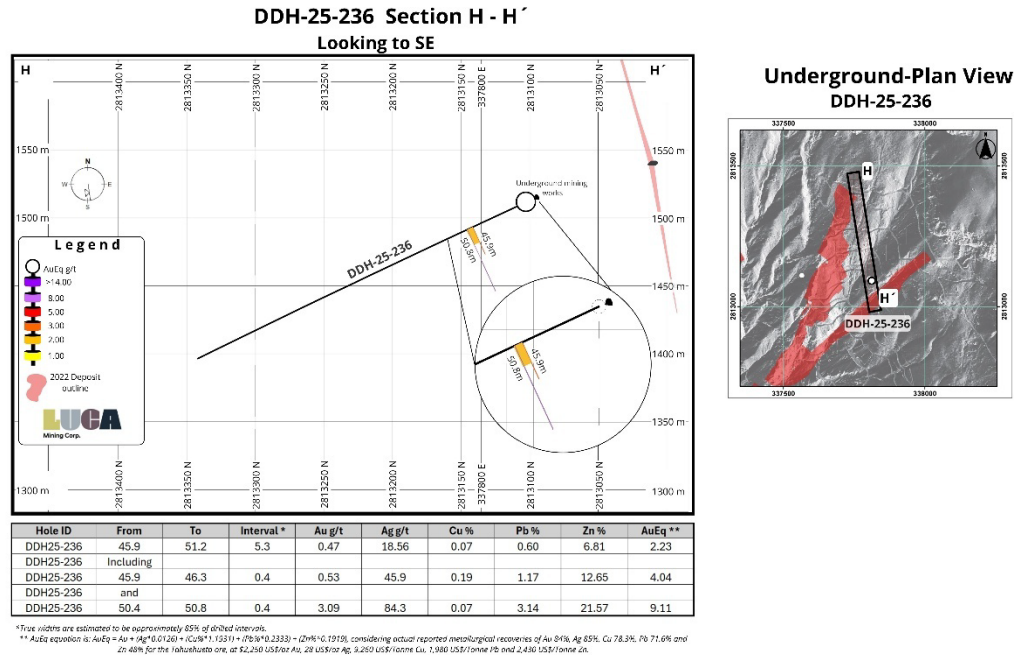 DDH-25-236 Section H - H´
Looking to SE
H
H´
2813400 N
2813350 N
2813300 N
2813250 N
2813200 N
2813150 N
337800 E
2813100 N
2813050 N
1550 m
1550 m
N
W
E
S
Underground mining
works
1500 m
1500 m
DDH-25-236
45.9m
50.8m
1450 m
1400 m
45.9m
50.8m
1350 m
1300 m
1300 m
2813400 N
2813350 N
2813300 N
2813250 N
2813200 N
2813150 N
337800 E
2813100 N
2813050 N
Legend
AuEq g/t
>14.00
8.00
5.00
3.00
2.00
1.00
2022 Deposit
outline
LUCA
Mining Corp.
Underground-Plan View
DDH-25-236
337500
338000
2813500
2813500
N
H
H´
DDH-25-236
2813000
2813000
337500
338000
Hole ID From To Interval * Au g/t Ag g/t Cu % Pb % Zn % AuEq **
DDH25-236 45.9 51.2 5.3 0.47 18.56 0.07 0.60 6.81 2.23
DDH25-236 Including
DDH25-236 45.9 46.3 0.4 0.53 45.9 0.19 1.17 12.65 4.04
DDH25-236 and
DDH25-236 50.4 50.8 0.4 3.09 84.3 0.07 3.14 21.57 9.11
*True widths are estimated to be approximately 85% of drilled intervals.
** AuEq equation is: AuEq = Au + (Ag*0.0126) + (Cu%*1.1931) + (Pb%*0.2333) + (Zn%*0.1919), considering actual reported metallurgical recoveries of Au 84%, Ag 85%, Cu 78.3%, Pb 71.6% and
Zn 48% for the Tahuehueto ore, at $2,250 US$/oz Au, 28 US$/oz Ag, 9,260 US$/Tonne Cu, 1,980 US$/Tonne Pb and 2,430 US$/Tonne Zn.